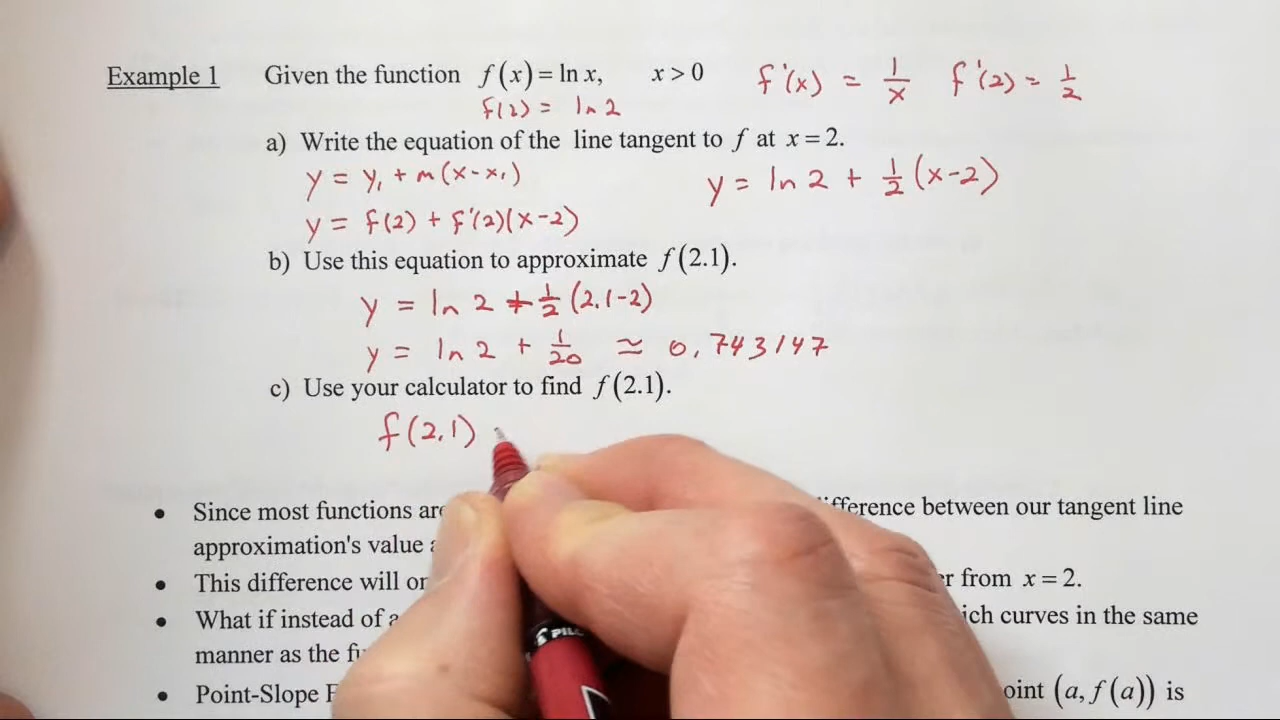 Example 1 Given the function f(x) = ln x, x > 0 f'(x) = 1/x f'(2) = 1/2
f(2) = ln 2
a) Write the equation of the line tangent to f at x = 2.
y = y₁ + m(x-x₁) y = ln 2 + 1/2 (x-2)
y = f(2) + f'(2)(x-2)
b) Use this equation to approximate f(2.1).
y = ln 2 + 1/2 (2.1-2)
y = ln 2 + 1/20 ≈ 0.743147
c) Use your calculator to find f(2.1).
f(2.1)
• Since most functions are difference between our tangent line
approximation's value
• This difference will from x = 2.
• What if instead of curves in the same
manner as the
• Point-Slope (a, f(a)) is
PILOT